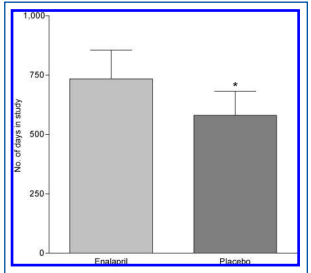 1,000
750
500
250
0
No. of days in study
*
Enalapril
Placebo